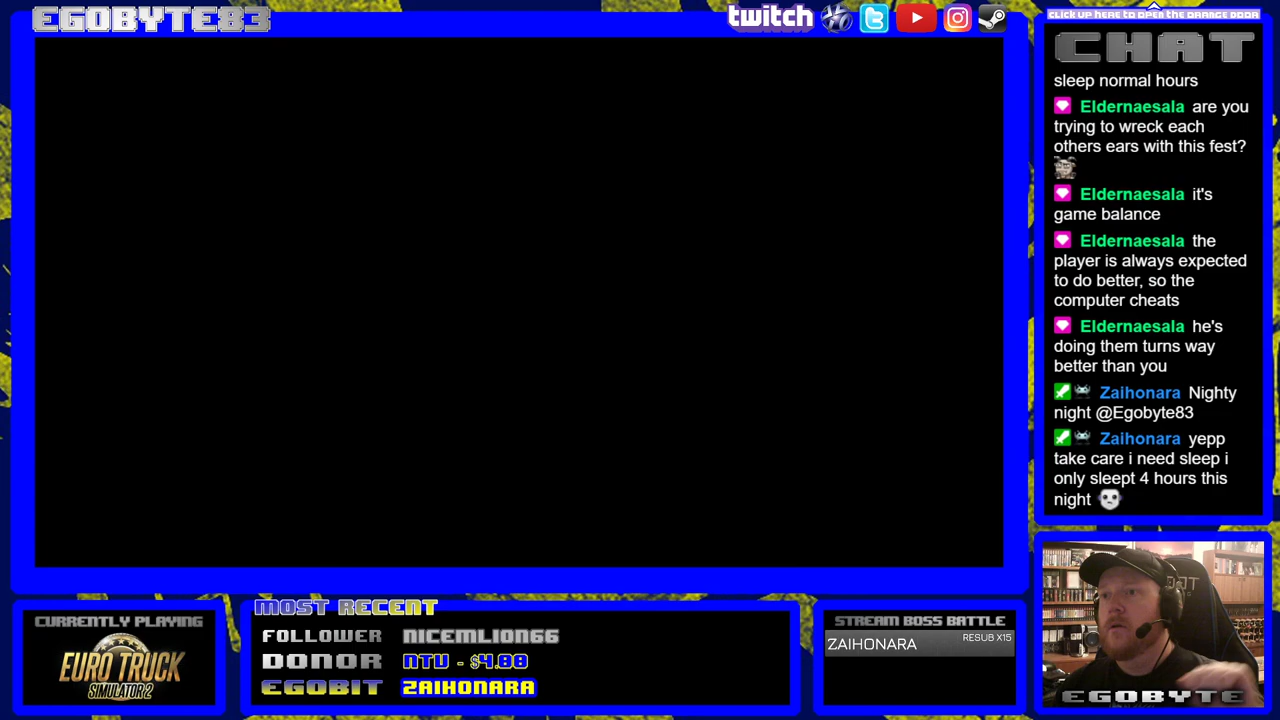 EGOBYTE83
twitch
CLICK UP HERE TO OPEN THE ORANGE DOOR
CHAT
sleep normal hours
Eldernaesala are you
trying to wreck each
others ears with this fest?
Eldernaesala it's
game balance
Eldernaesala the
player is always expected
to do better, so the
computer cheats
Eldernaesala he's
doing them turns way
better than you
Zaihonara Nighty
night @Egobyte83
Zaihonara yepp
take care i need sleep i
only sleept 4 hours this
night
CURRENTLY PLAYING
EURO TRUCK
SIMULATOR 2
MOST RECENT
FOLLOWER NICEMLION66
DONOR NTU - $4.88
EGOBIT ZAIHONARA
STREAM BOSS BATTLE
ZAIHONARA RESUB X15
EGOBYTE